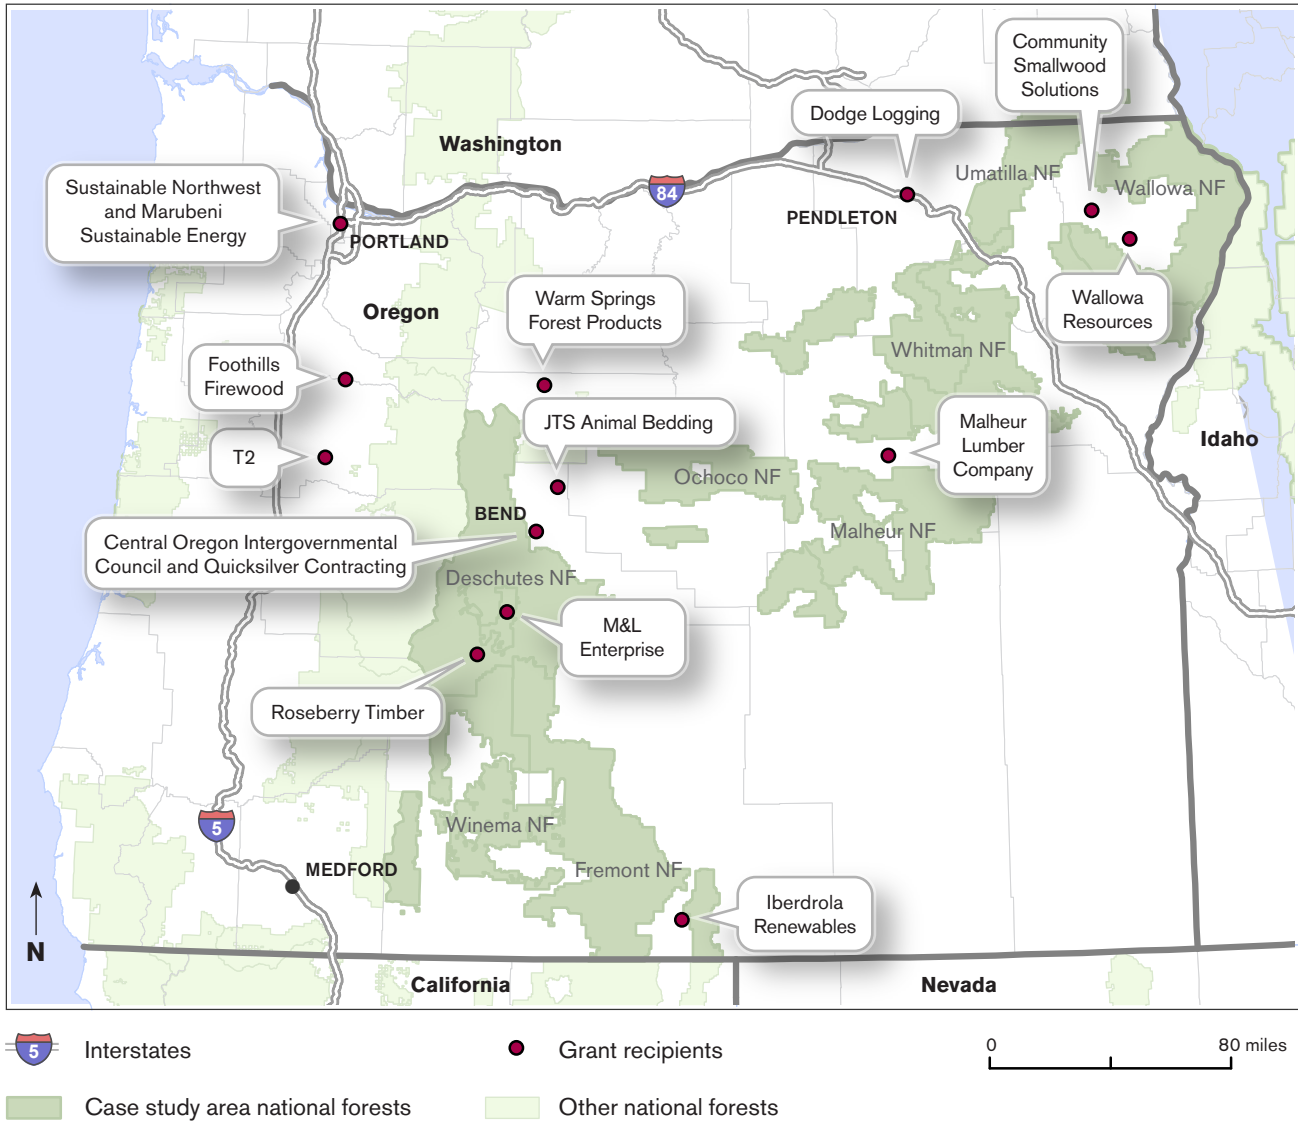 Community
Smallwood
Solutions
Dodge Logging
Washington
Umatilla NF
Wallowa NF
84
Sustainable Northwest
and Marubeni
Sustainable Energy
PENDLETON
PORTLAND
Wallowa
Resources
Warm Springs
Forest Products
Oregon
Whitman NF
Foothills
Firewood
JTS Animal Bedding
Malheur
Lumber
Company
Idaho
T2
Ochoco NF
BEND
Malheur NF
Central Oregon Intergovernmental
Council and Quicksilver Contracting
Deschutes NF
M&L
Enterprise
Roseberry Timber
5
Winema NF
MEDFORD
Fremont NF
Iberdrola
Renewables
N
California
Nevada
5
Interstates
Grant recipients
0
80 miles
Case study area national forests
Other national forests